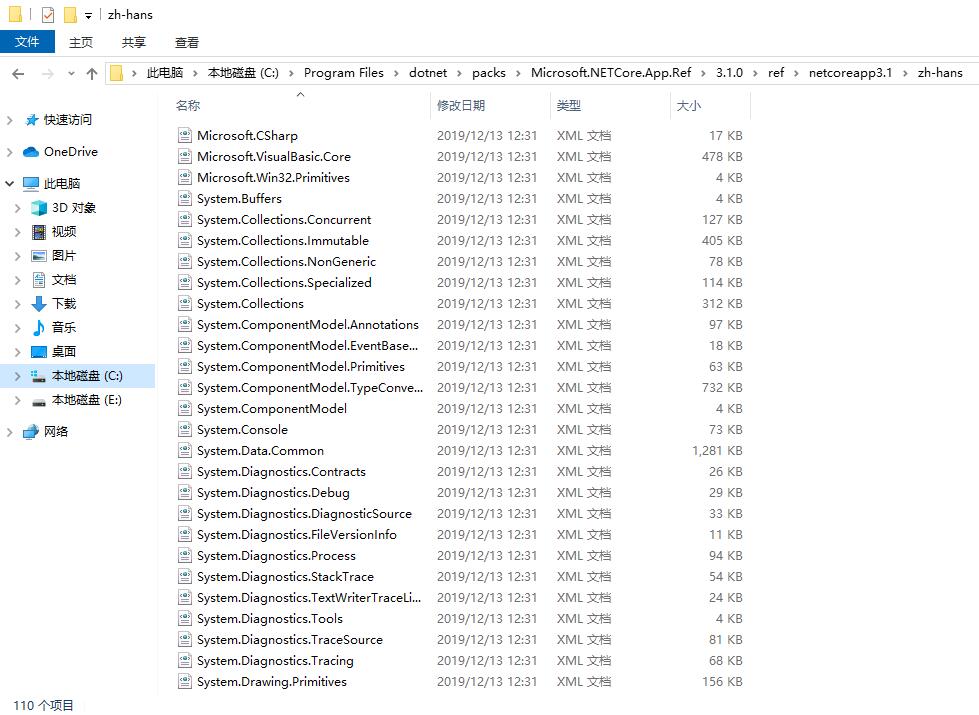 zh-hans
文件 主页 共享 查看
此电脑 本地磁盘 (C:) Program Files dotnet packs Microsoft.NETCore.App.Ref 3.1.0 ref netcoreapp3.1 zh-hans
快速访问
OneDrive
此电脑
3D 对象
视频
图片
文档
下载
音乐
桌面
本地磁盘 (C:)
本地磁盘 (E:)
网络
名称 修改日期 类型 大小
Microsoft.CSharp 2019/12/13 12:31 XML 文档 17 KB
Microsoft.VisualBasic.Core 2019/12/13 12:31 XML 文档 478 KB
Microsoft.Win32.Primitives 2019/12/13 12:31 XML 文档 4 KB
System.Buffers 2019/12/13 12:31 XML 文档 4 KB
System.Collections.Concurrent 2019/12/13 12:31 XML 文档 127 KB
System.Collections.Immutable 2019/12/13 12:31 XML 文档 405 KB
System.Collections.NonGeneric 2019/12/13 12:31 XML 文档 78 KB
System.Collections.Specialized 2019/12/13 12:31 XML 文档 114 KB
System.Collections 2019/12/13 12:31 XML 文档 312 KB
System.ComponentModel.Annotations 2019/12/13 12:31 XML 文档 97 KB
System.ComponentModel.EventBase... 2019/12/13 12:31 XML 文档 18 KB
System.ComponentModel.Primitives 2019/12/13 12:31 XML 文档 63 KB
System.ComponentModel.TypeConve... 2019/12/13 12:31 XML 文档 732 KB
System.ComponentModel 2019/12/13 12:31 XML 文档 4 KB
System.Console 2019/12/13 12:31 XML 文档 73 KB
System.Data.Common 2019/12/13 12:31 XML 文档 1,281 KB
System.Diagnostics.Contracts 2019/12/13 12:31 XML 文档 26 KB
System.Diagnostics.Debug 2019/12/13 12:31 XML 文档 29 KB
System.Diagnostics.DiagnosticSource 2019/12/13 12:31 XML 文档 33 KB
System.Diagnostics.FileVersionInfo 2019/12/13 12:31 XML 文档 11 KB
System.Diagnostics.Process 2019/12/13 12:31 XML 文档 94 KB
System.Diagnostics.StackTrace 2019/12/13 12:31 XML 文档 54 KB
System.Diagnostics.TextWriterTraceLi... 2019/12/13 12:31 XML 文档 24 KB
System.Diagnostics.Tools 2019/12/13 12:31 XML 文档 4 KB
System.Diagnostics.TraceSource 2019/12/13 12:31 XML 文档 81 KB
System.Diagnostics.Tracing 2019/12/13 12:31 XML 文档 68 KB
System.Drawing.Primitives 2019/12/13 12:31 XML 文档 156 KB
110 个项目